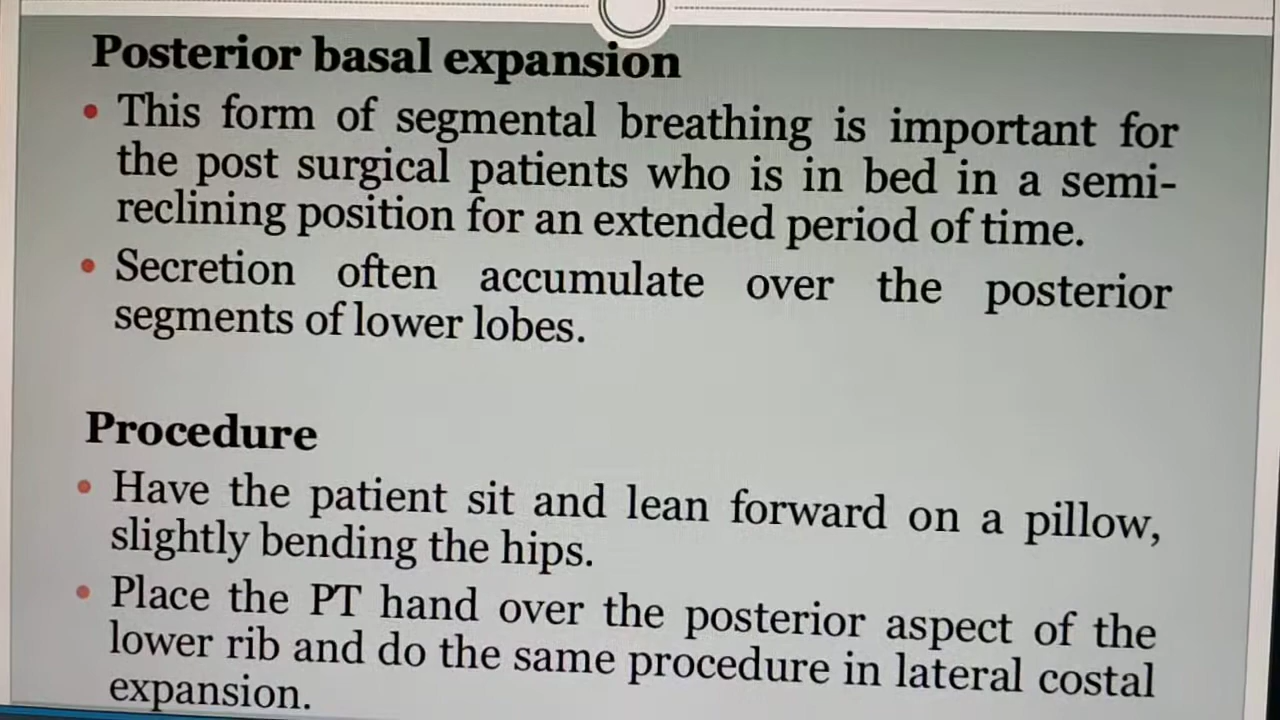 Posterior basal expansion
• This form of segmental breathing is important for
the post surgical patients who is in bed in a semi-
reclining position for an extended period of time.
• Secretion often accumulate over the posterior
segments of lower lobes.
Procedure
• Have the patient sit and lean forward on a pillow,
slightly bending the hips.
• Place the PT hand over the posterior aspect of the
lower rib and do the same procedure in lateral costal
expansion.